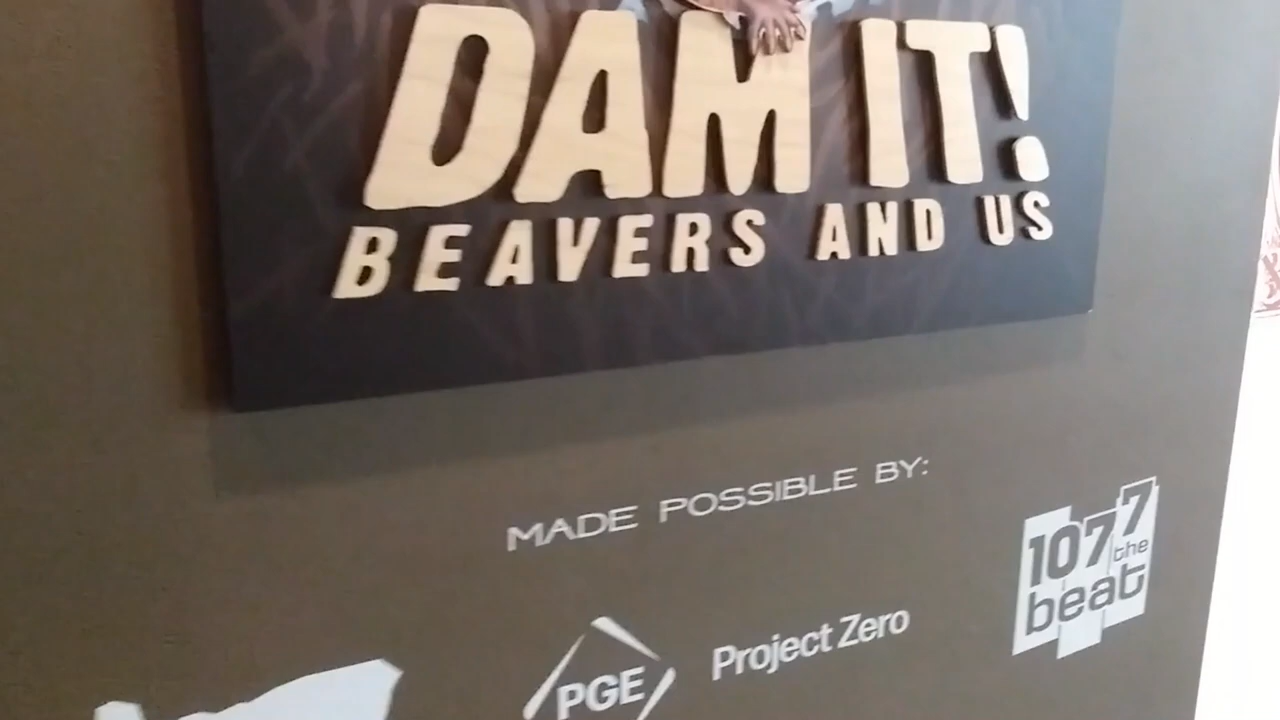 DAM IT!
BEAVERS AND US
MADE POSSIBLE BY:
107 7
the
beat
PGE Project Zero